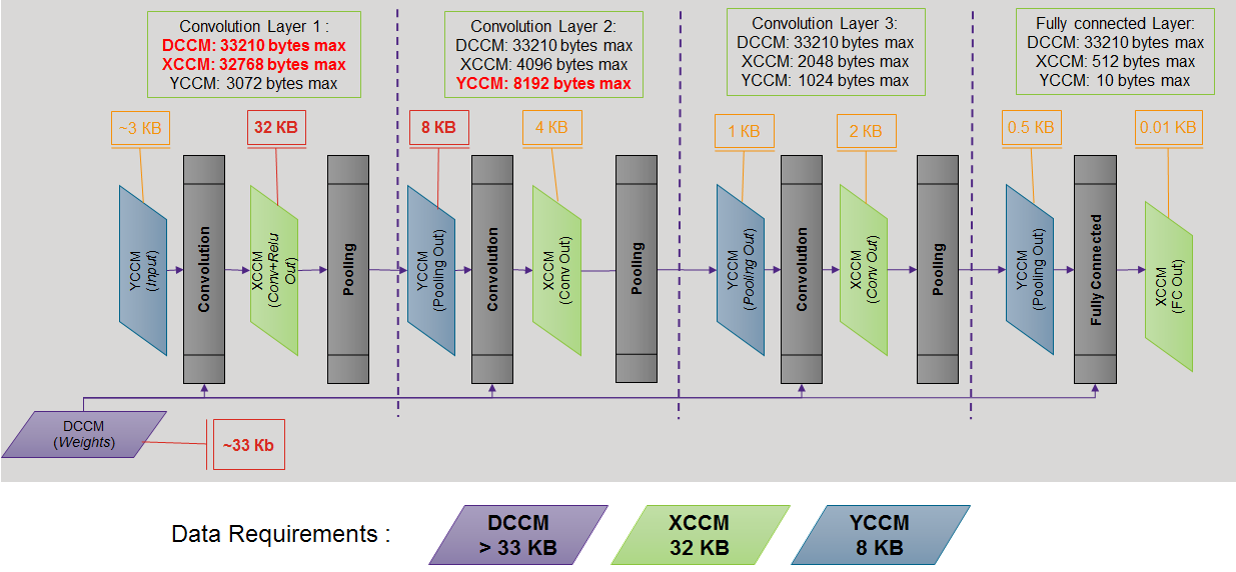 Convolution Layer 1 :
DCCM: 33210 bytes max
XCCM: 32768 bytes max
YCCM: 3072 bytes max
Convolution Layer 2:
DCCM: 33210 bytes max
XCCM: 4096 bytes max
YCCM: 8192 bytes max
Convolution Layer 3:
DCCM: 33210 bytes max
XCCM: 2048 bytes max
YCCM: 1024 bytes max
Fully connected Layer:
DCCM: 33210 bytes max
XCCM: 512 bytes max
YCCM: 10 bytes max
~3 KB
32 KB
8 KB
4 KB
1 KB
2 KB
0.5 KB
0.01 KB
YCCM
(Input)
Convolution
XCCM
(Conv+Relu
Out)
Pooling
YCCM
(Pooling Out)
Convolution
XCCM
(Conv Out)
Pooling
YCCM
(Pooling Out)
Convolution
XCCM
(Conv Out)
Pooling
YCCM
(Pooling Out)
Fully Connected
XCCM
(FC Out)
DCCM
(Weights)
~33 Kb
Data Requirements :
DCCM
> 33 KB
XCCM
32 KB
YCCM
8 KB